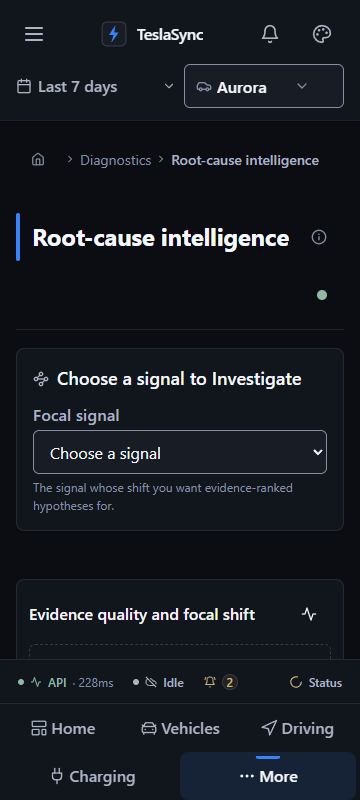 TeslaSync
Last 7 days
Aurora
Diagnostics
Root-cause intelligence
Root-cause intelligence
Choose a signal to Investigate
Focal signal
Choose a signal
The signal whose shift you want evidence-ranked
hypotheses for.
Evidence quality and focal shift
API · 228ms
Idle
2
Status
Home
Vehicles
Driving
Charging
More